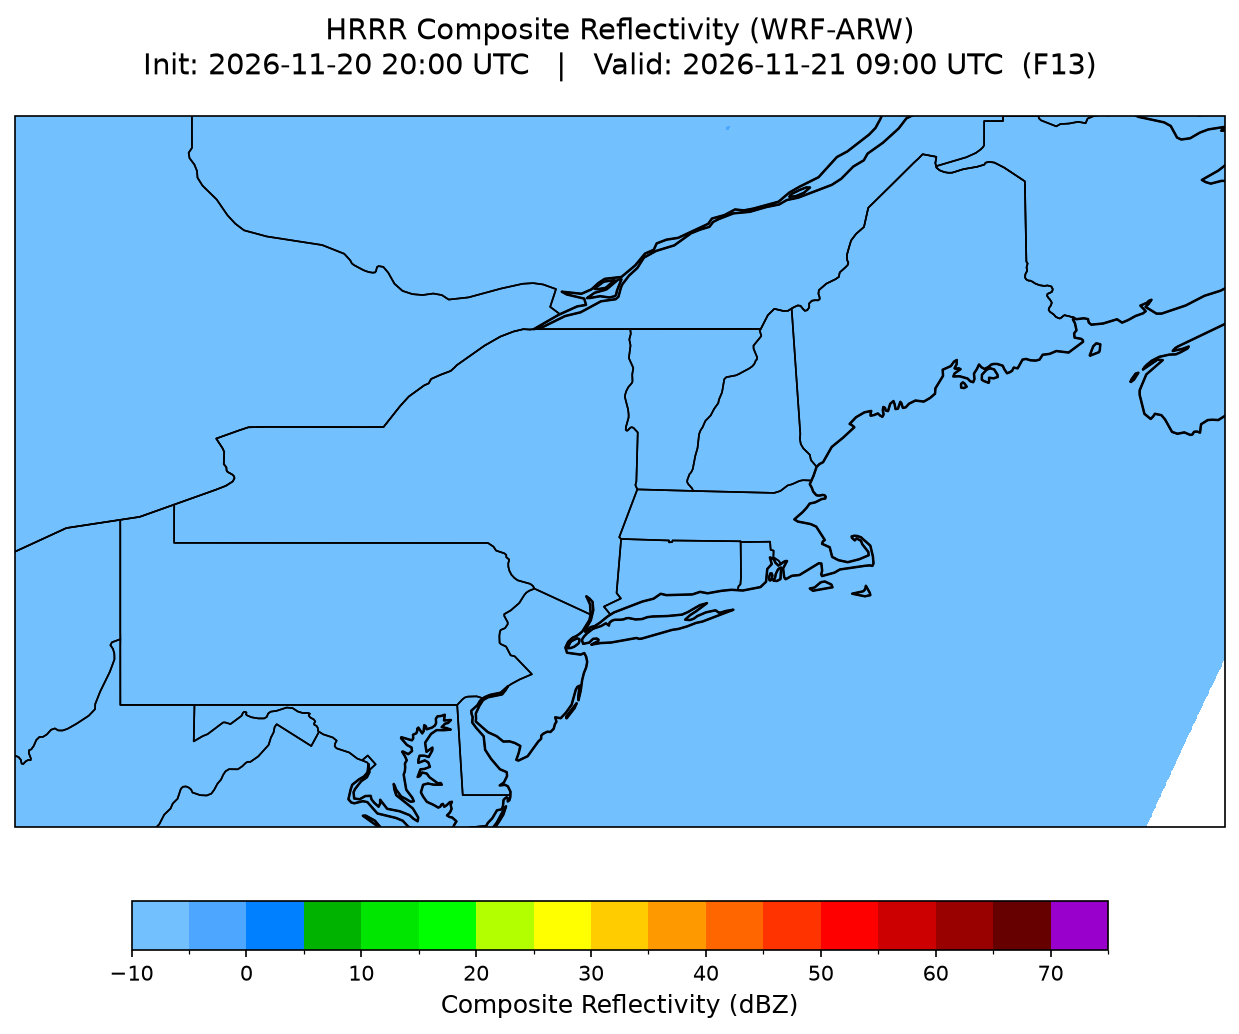 HRRR Composite Reflectivity (WRF-ARW)
Init: 2026-11-20 20:00 UTC   |   Valid: 2026-11-21 09:00 UTC  (F13)
−10 0 10 20 30 40 50 60 70
Composite Reflectivity (dBZ)